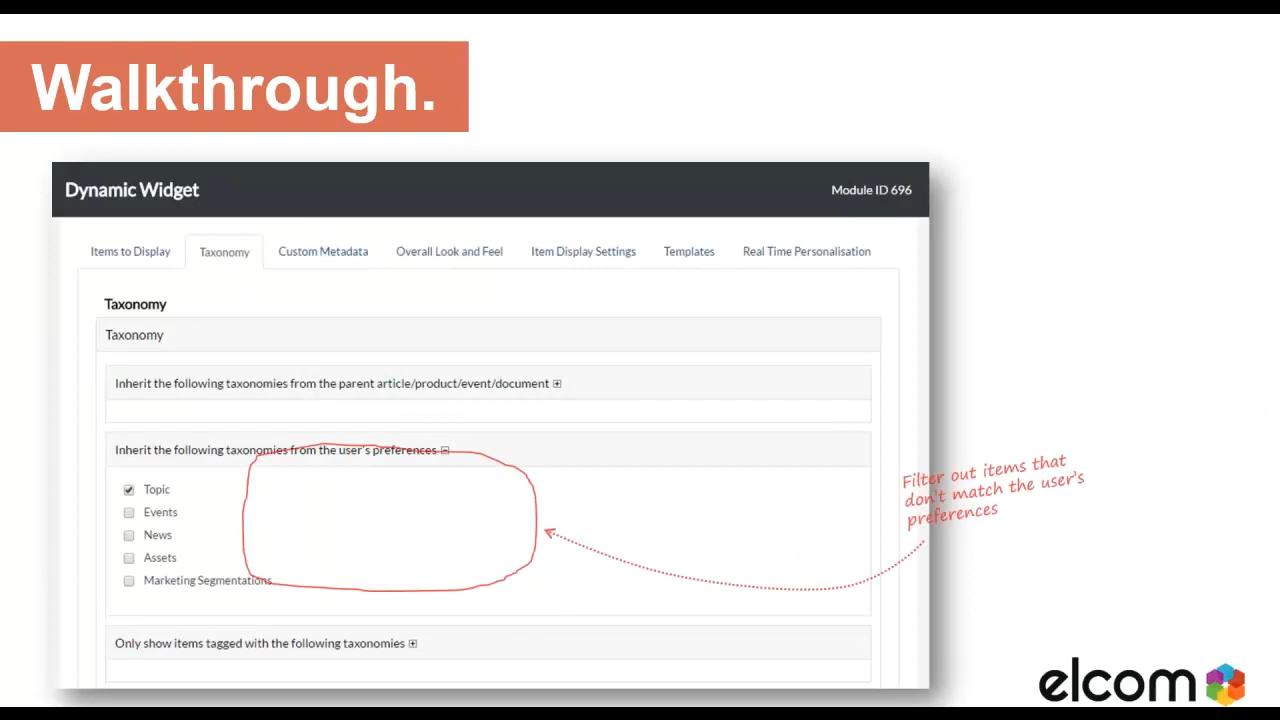 Walkthrough.
Dynamic Widget
Module ID 696
Items to Display
Taxonomy
Custom Metadata
Overall Look and Feel
Item Display Settings
Templates
Real Time Personalisation
Taxonomy
Taxonomy
Inherit the following taxonomies from the parent article/product/event/document
Inherit the following taxonomies from the user's preferences
Topic
Events
News
Assets
Marketing Segmentations
Only show items tagged with the following taxonomies
Filter out items that
don't match the user's
preferences
elcom